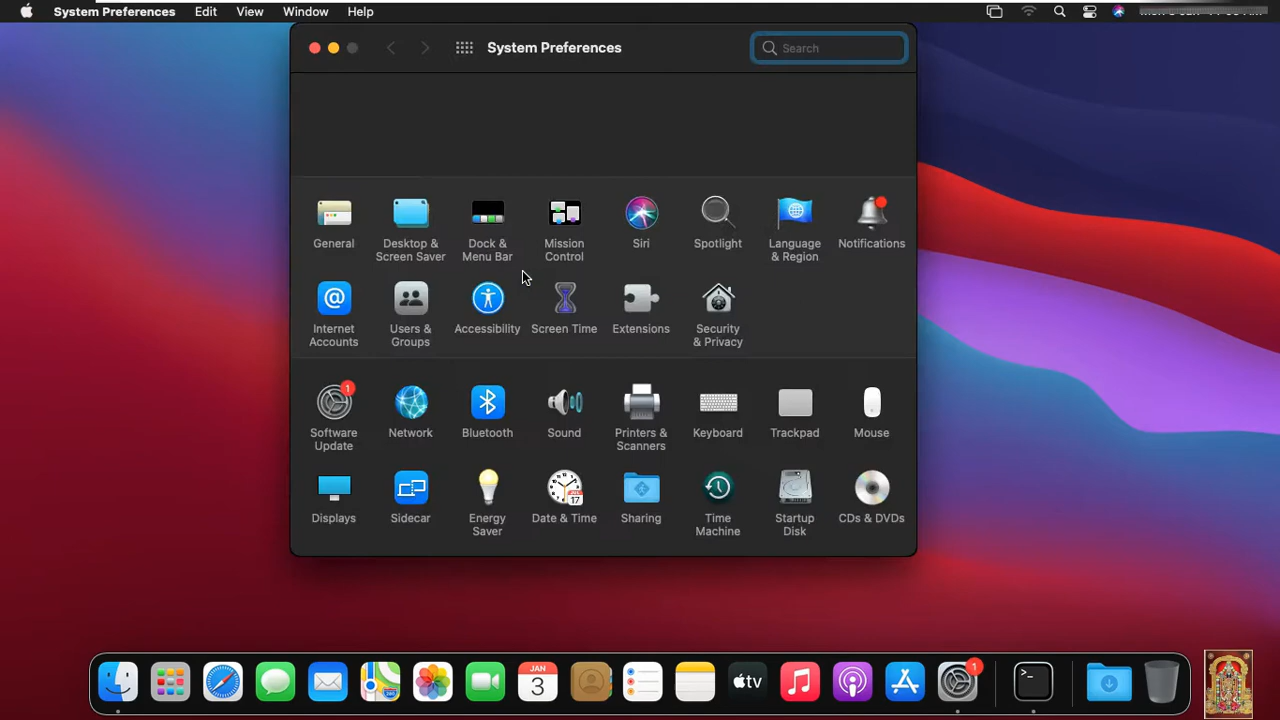 System Preferences Edit View Window Help
System Preferences
Search
General
Desktop &
Screen Saver
Dock &
Menu Bar
Mission
Control
Siri
Spotlight
Language
& Region
Notifications
@
Internet
Accounts
Users &
Groups
Accessibility
Screen Time
Extensions
Security
& Privacy
1
Software
Update
Network
Bluetooth
Sound
Printers &
Scanners
Keyboard
Trackpad
Mouse
Displays
Sidecar
Energy
Saver
17
Date & Time
Sharing
Time
Machine
Startup
Disk
CDs & DVDs
JAN
3
tv
1
>_